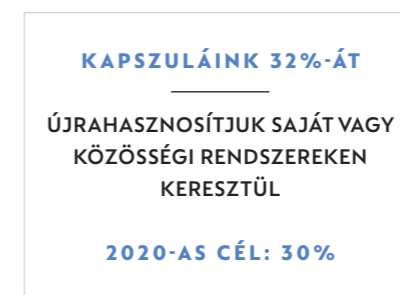 KAPSZULÁINK 32%-ÁT
ÚJRAHASZNOSÍTJUK SAJÁT VAGY
KÖZÖSSÉGI RENDSZEREKEN
KERESZTÜL
2020-AS CÉL: 30%